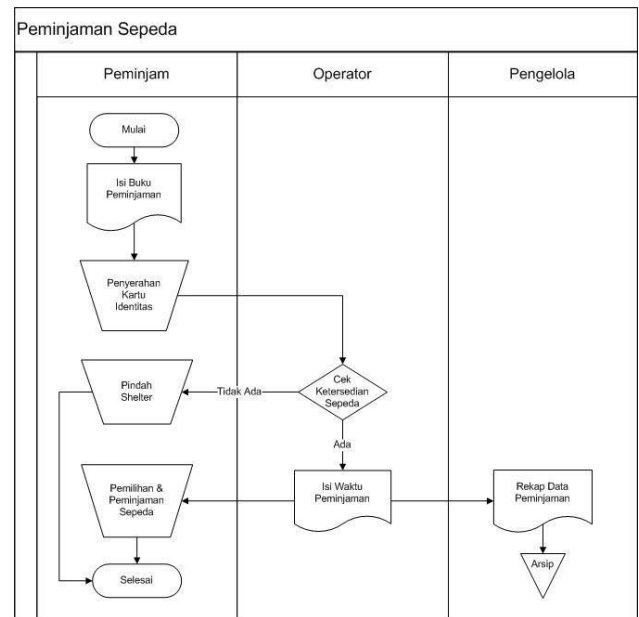 Peminjaman Sepeda
Peminjam
Operator
Pengelola
Mulai
Isi Buku
Peminjaman
Penyerahan
Kartu
Identitas
Cek
Ketersedian
Sepeda
Tidak Ada
Pindah
Shelter
Ada
Isi Waktu
Peminjaman
Pemilihan &
Peminjaman
Sepeda
Rekap Data
Peminjaman
Arsip
Selesai